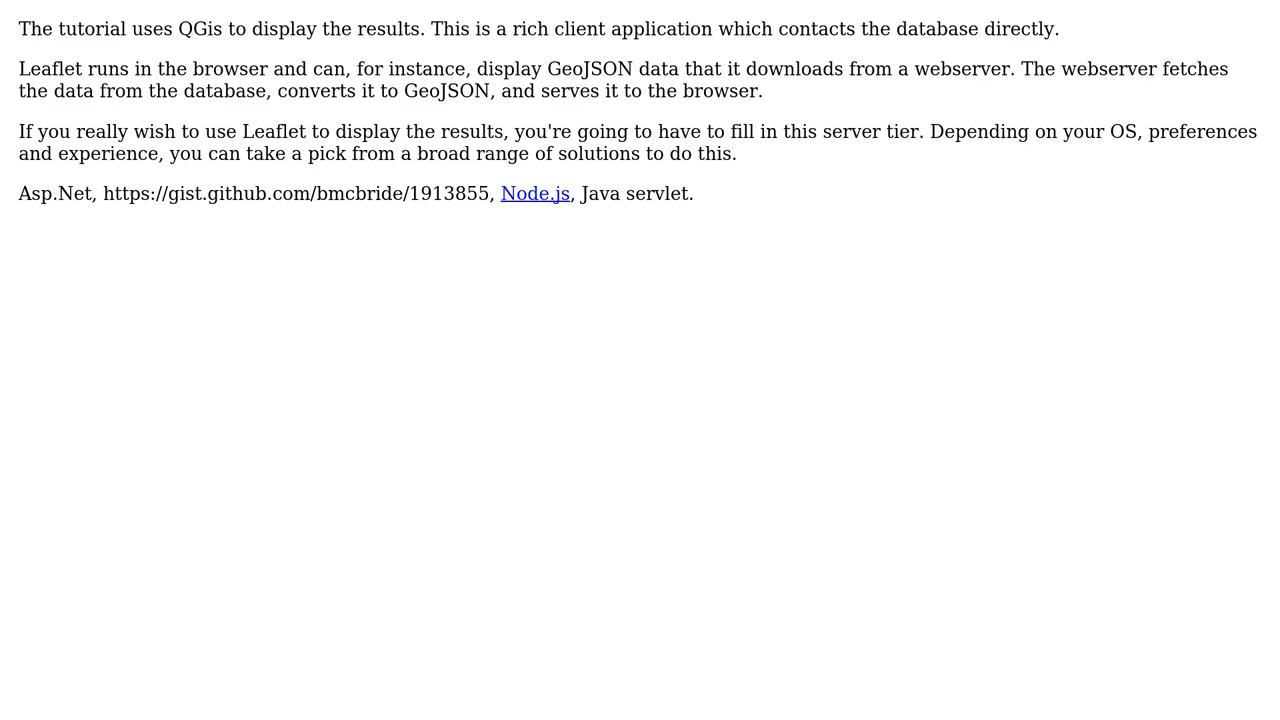 The tutorial uses QGis to display the results. This is a rich client application which contacts the database directly.
Leaflet runs in the browser and can, for instance, display GeoJSON data that it downloads from a webserver. The webserver fetches
the data from the database, converts it to GeoJSON, and serves it to the browser.
If you really wish to use Leaflet to display the results, you're going to have to fill in this server tier. Depending on your OS, preferences
and experience, you can take a pick from a broad range of solutions to do this.
Asp.Net, https://gist.github.com/bmcbride/1913855, Node.js, Java servlet.